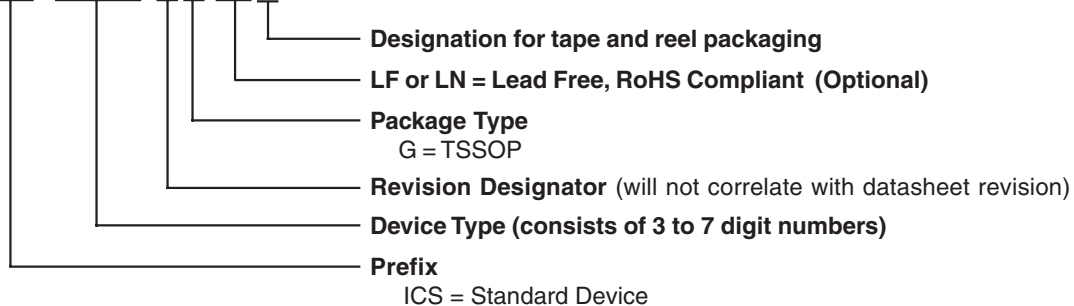 Designation for tape and reel packaging
LF or LN = Lead Free, RoHS Compliant (Optional)
Package Type
G = TSSOP
Revision Designator (will not correlate with datasheet revision)
Device Type (consists of 3 to 7 digit numbers)
Prefix
ICS = Standard Device